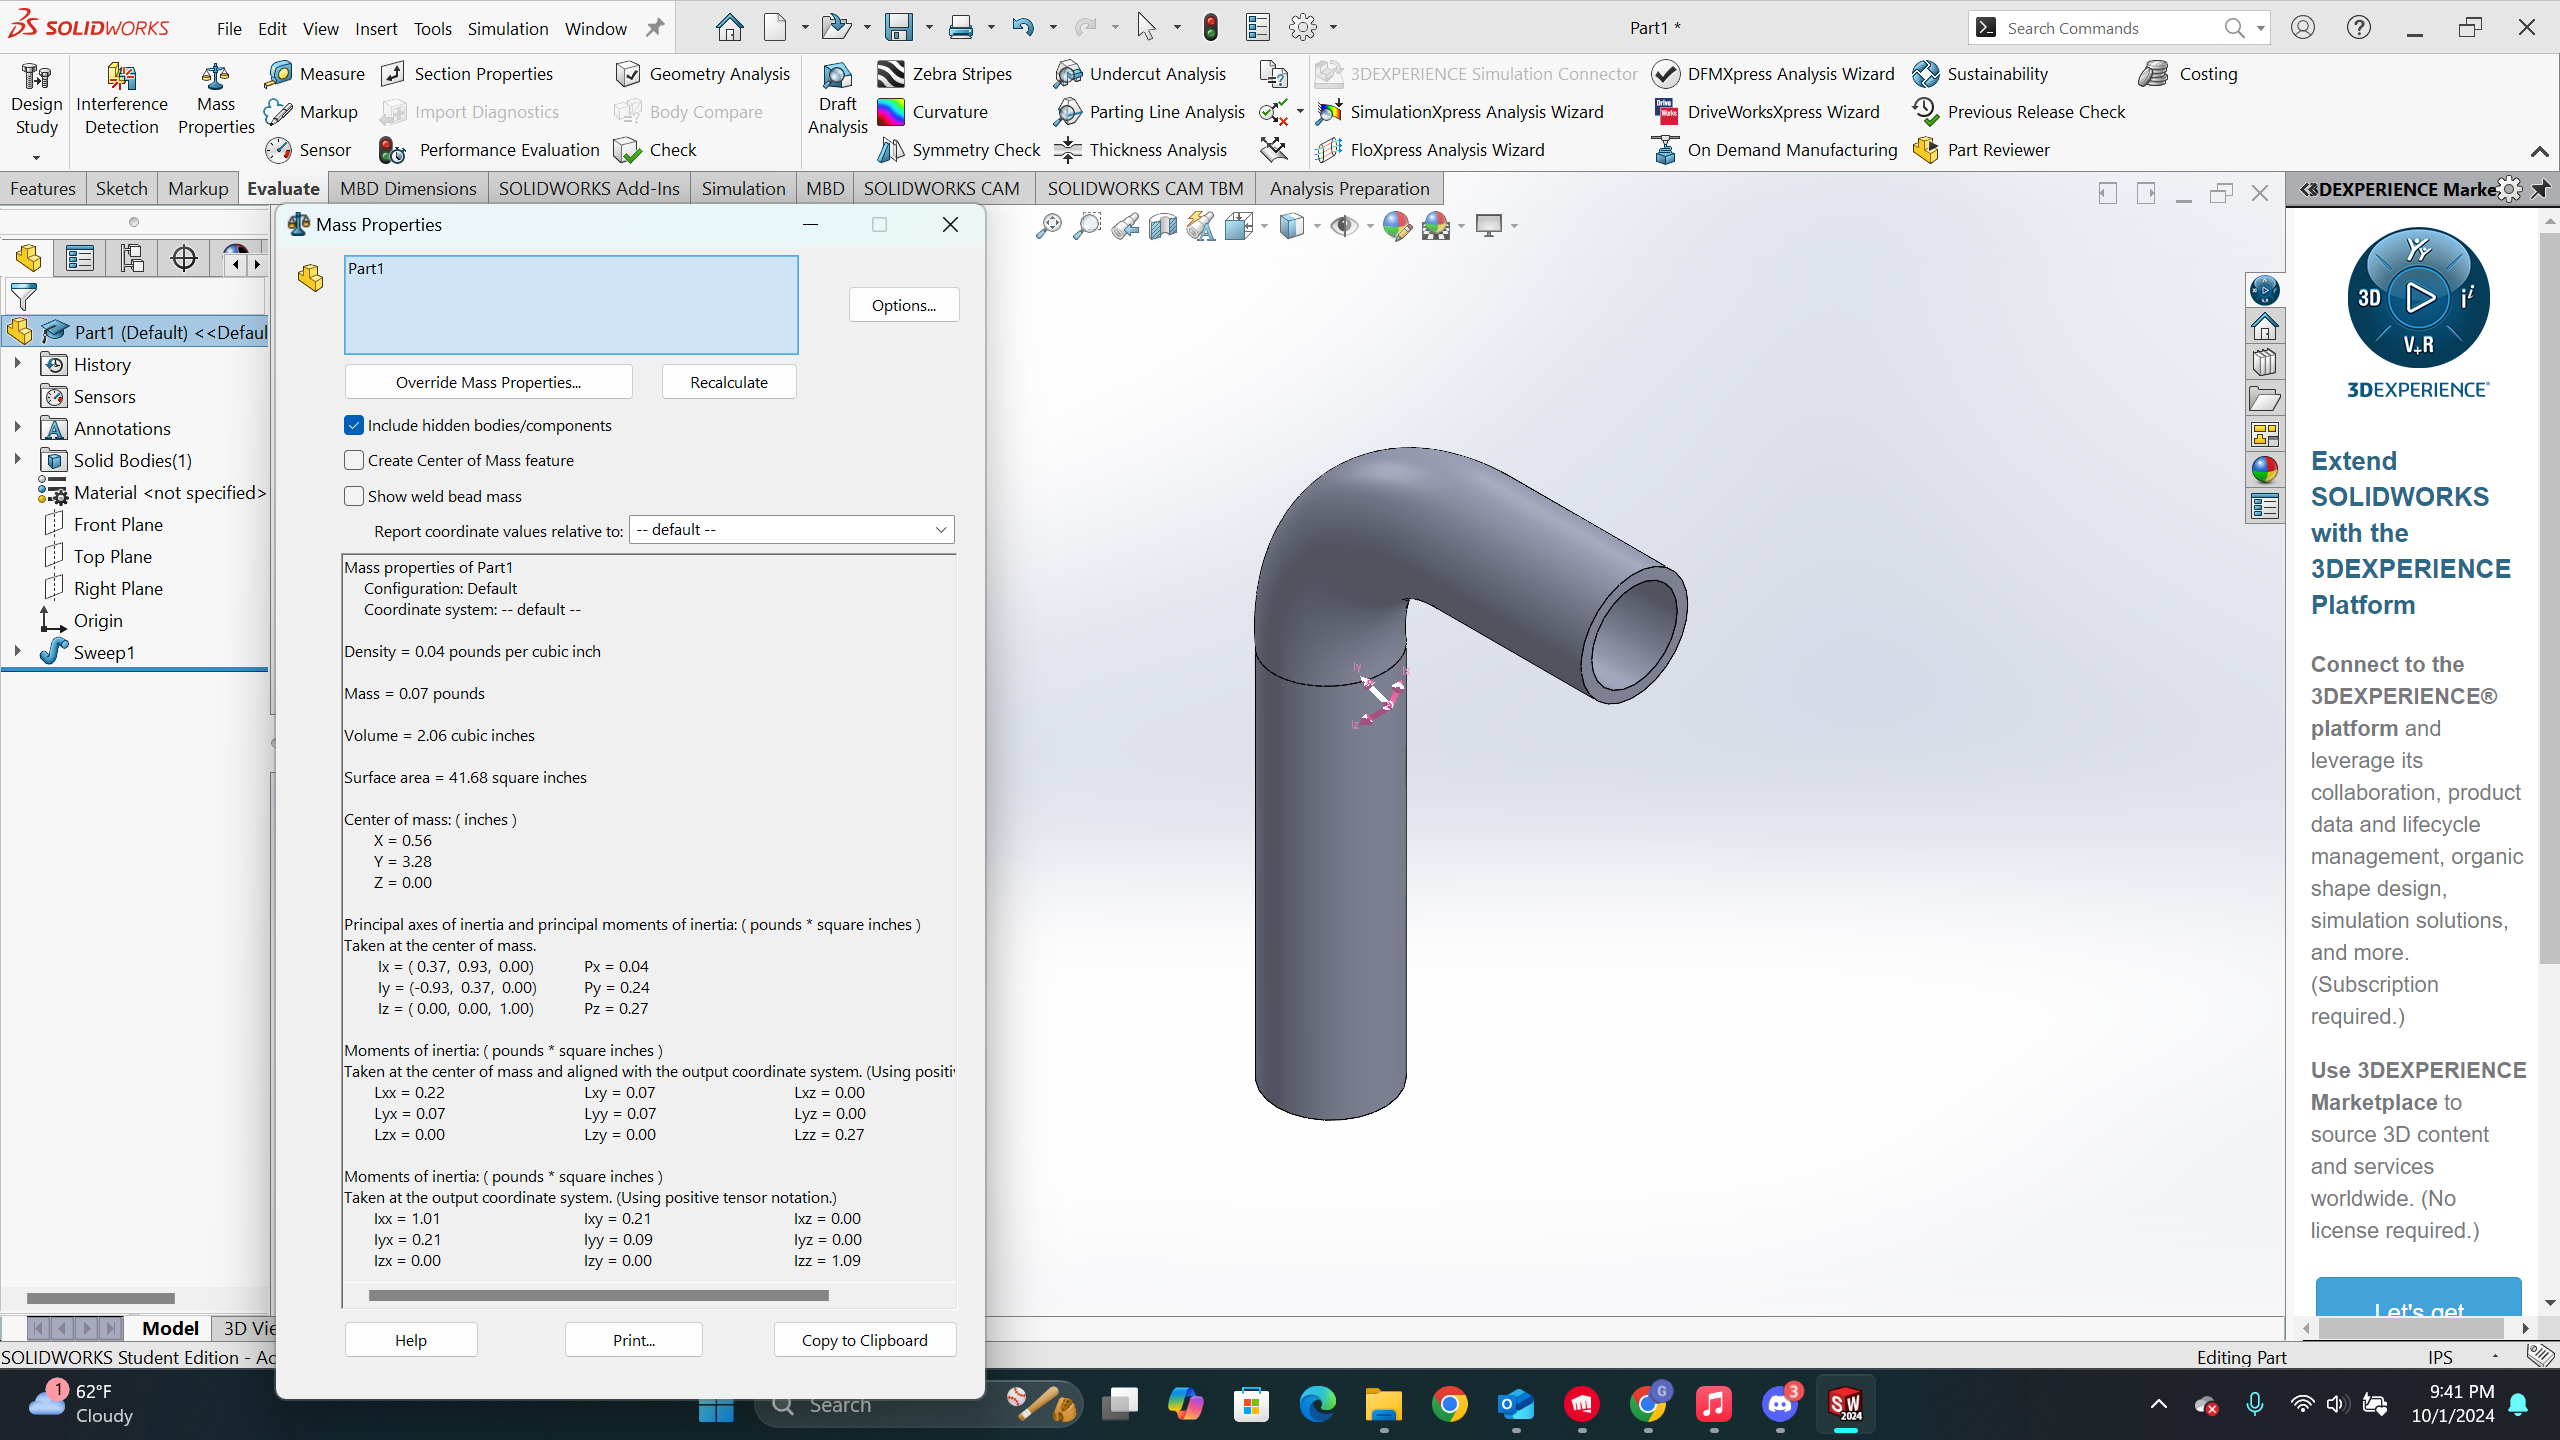 SOLIDWORKS File Edit View Insert Tools Simulation Window Part1 * Search Commands
Design Study Interference Detection Mass Properties
Measure Section Properties Geometry Analysis
Markup Import Diagnostics Body Compare
Sensor Performance Evaluation Check
Draft Analysis
Zebra Stripes Undercut Analysis 3DEXPERIENCE Simulation Connector DFMXpress Analysis Wizard Sustainability Costing
Curvature Parting Line Analysis SimulationXpress Analysis Wizard DriveWorksXpress Wizard Previous Release Check
Symmetry Check Thickness Analysis FloXpress Analysis Wizard On Demand Manufacturing Part Reviewer
Features Sketch Markup Evaluate MBD Dimensions SOLIDWORKS Add-Ins Simulation MBD SOLIDWORKS CAM SOLIDWORKS CAM TBM Analysis Preparation
Part1 (Default) <<Defaul
History
Sensors
Annotations
Solid Bodies(1)
Material <not specified>
Front Plane
Top Plane
Right Plane
Origin
Sweep1
Mass Properties
Part1
Options...
Override Mass Properties... Recalculate
Include hidden bodies/components
Create Center of Mass feature
Show weld bead mass
Report coordinate values relative to: -- default --
Mass properties of Part1
Configuration: Default
Coordinate system: -- default --
Density = 0.04 pounds per cubic inch
Mass = 0.07 pounds
Volume = 2.06 cubic inches
Surface area = 41.68 square inches
Center of mass: ( inches )
X = 0.56
Y = 3.28
Z = 0.00
Principal axes of inertia and principal moments of inertia: ( pounds * square inches )
Taken at the center of mass.
Ix = ( 0.37, 0.93, 0.00) Px = 0.04
Iy = (-0.93, 0.37, 0.00) Py = 0.24
Iz = ( 0.00, 0.00, 1.00) Pz = 0.27
Moments of inertia: ( pounds * square inches )
Taken at the center of mass and aligned with the output coordinate system. (Using positi
Lxx = 0.22 Lxy = 0.07 Lxz = 0.00
Lyx = 0.07 Lyy = 0.07 Lyz = 0.00
Lzx = 0.00 Lzy = 0.00 Lzz = 0.27
Moments of inertia: ( pounds * square inches )
Taken at the output coordinate system. (Using positive tensor notation.)
Ixx = 1.01 Ixy = 0.21 Ixz = 0.00
Iyx = 0.21 Iyy = 0.09 Iyz = 0.00
Izx = 0.00 Izy = 0.00 Izz = 1.09
Help Print... Copy to Clipboard
Iy
Iz
3DEXPERIENCE Marke
3D
V+R
3DEXPERIENCE
Extend
SOLIDWORKS
with the
3DEXPERIENCE
Platform
Connect to the
3DEXPERIENCE®
platform and
leverage its
collaboration, product
data and lifecycle
management, organic
shape design,
simulation solutions,
and more.
(Subscription
required.)
Use 3DEXPERIENCE
Marketplace to
source 3D content
and services
worldwide. (No
license required.)
Let's get
Model 3D Vie
SOLIDWORKS Student Edition - Ac
Editing Part IPS
1
62°F
Cloudy
Search
G
3
SW
2024
9:41 PM
10/1/2024